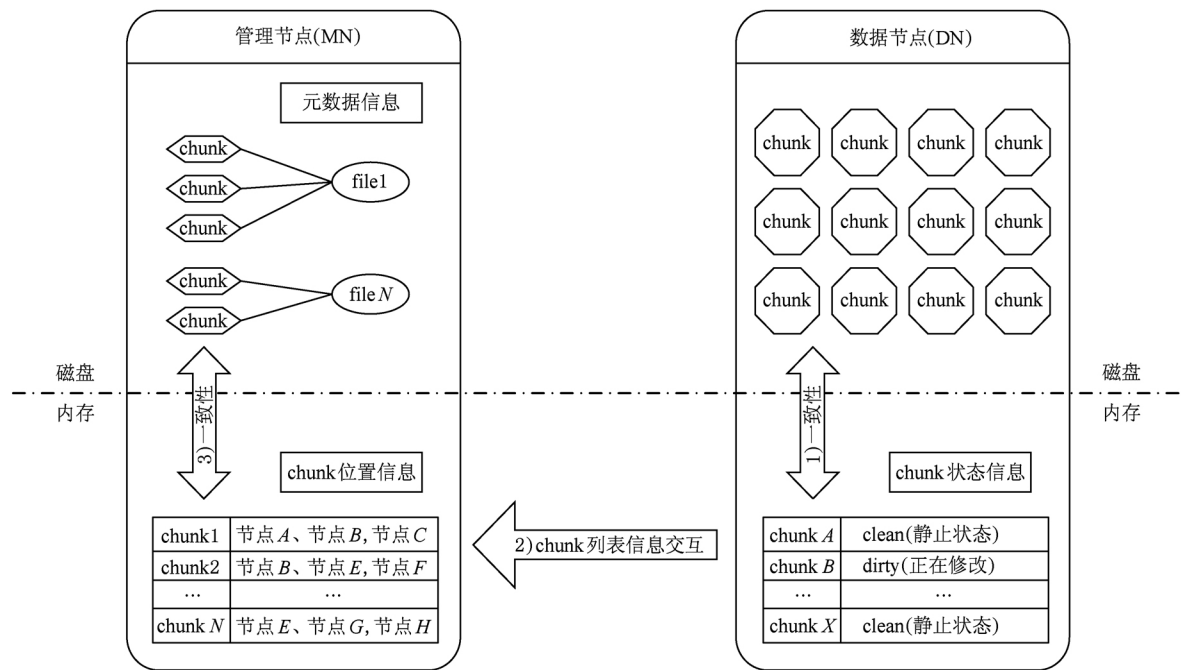 管理节点(MN)
元数据信息
chunk
chunk
chunk
file1
chunk
chunk
file N
磁盘
内存
3)一致性
chunk位置信息
chunk1 节点A、节点B,节点C
chunk2 节点B、节点E,节点F
… …
chunk N 节点E、节点G,节点H
2)chunk列表信息交互
数据节点(DN)
chunk chunk chunk chunk
chunk chunk chunk chunk
chunk chunk chunk chunk
磁盘
内存
1)一致性
chunk状态信息
chunk A clean(静止状态)
chunk B dirty(正在修改)
… …
chunk X clean(静止状态)